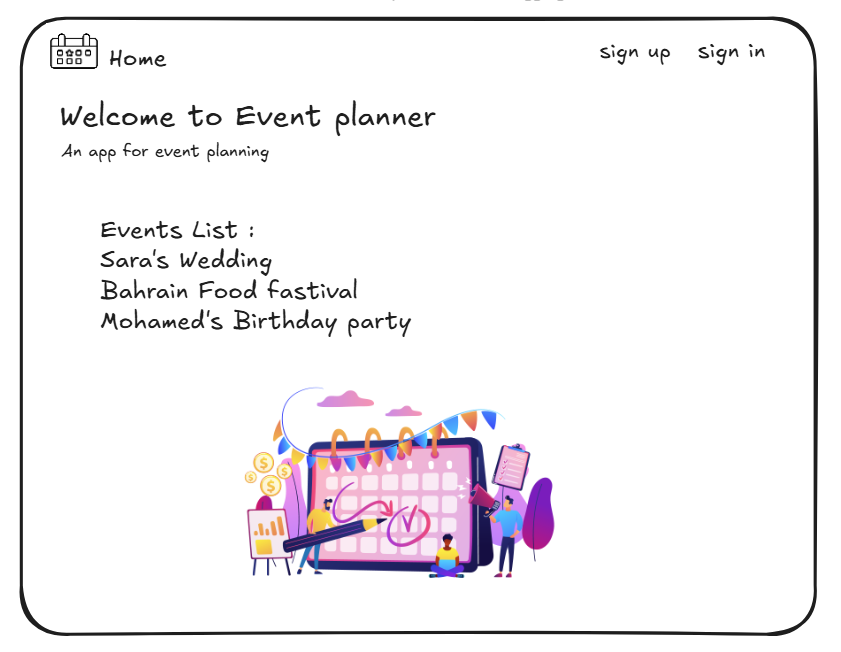 Home
sign up
sign in
Welcome to Event planner
An app for event planning
Events List :
Sara's Wedding
Bahrain Food fastival
Mohamed's Birthday party